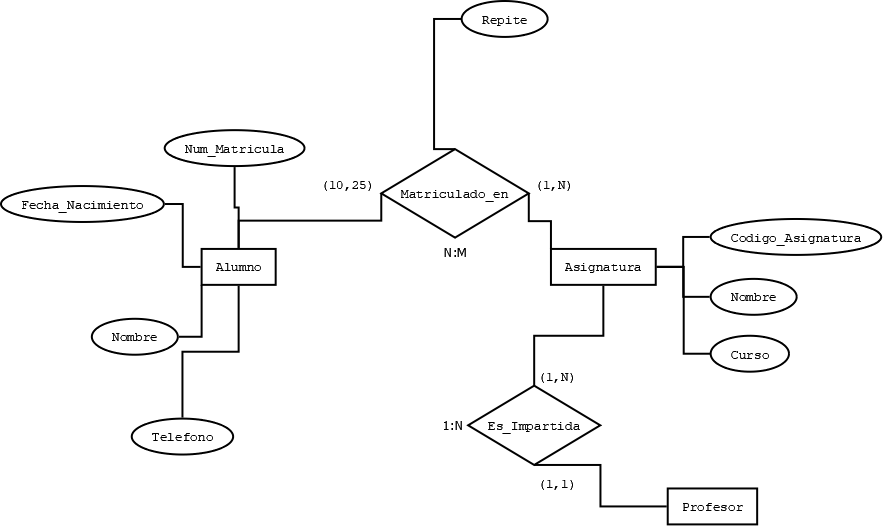 Repite
Num_Matricula
(10,25)
Matriculado_en
(1,N)
Fecha_Nacimiento
Codigo_Asignatura
N:M
Alumno
Asignatura
Nombre
Nombre
Curso
(1,N)
1:N
Es_Impartida
Telefono
(1,1)
Profesor